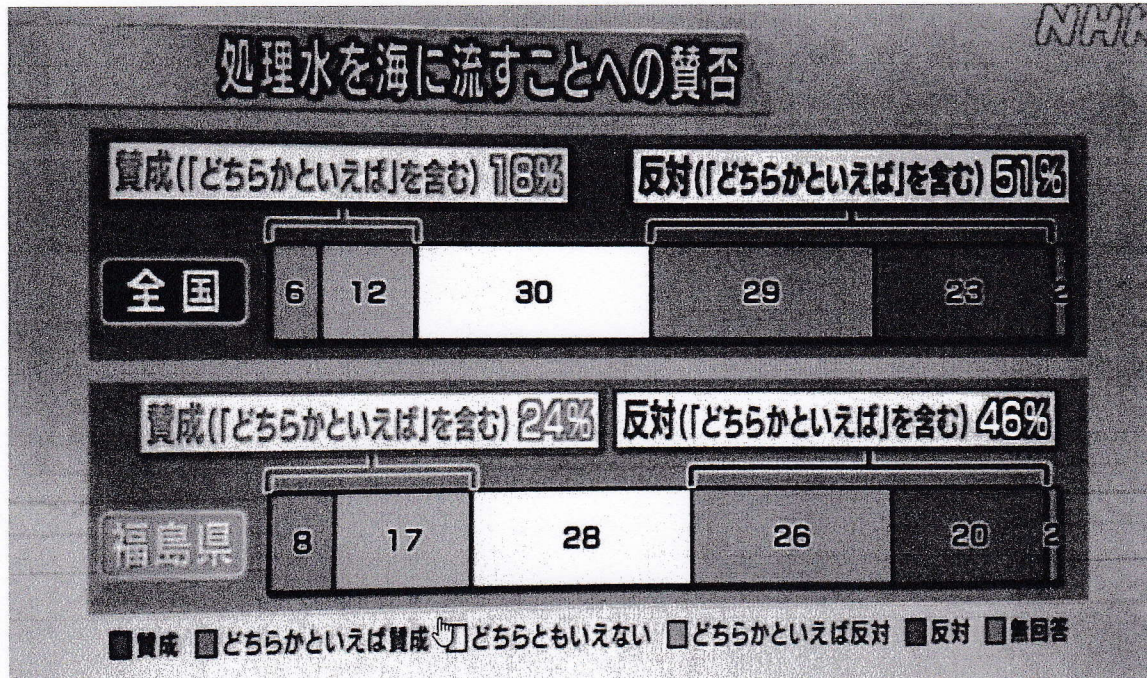 NHK
処理水を海に流すことへの賛否
賛成(「どちらかといえば」を含む) 18% 反対(「どちらかといえば」を含む) 51%
全国 6 12 30 29 23 2
賛成(「どちらかといえば」を含む) 24% 反対(「どちらかといえば」を含む) 46%
福島県 8 17 28 26 20 2
賛成 どちらかといえば賛成 どちらともいえない どちらかといえば反対 反対 無回答